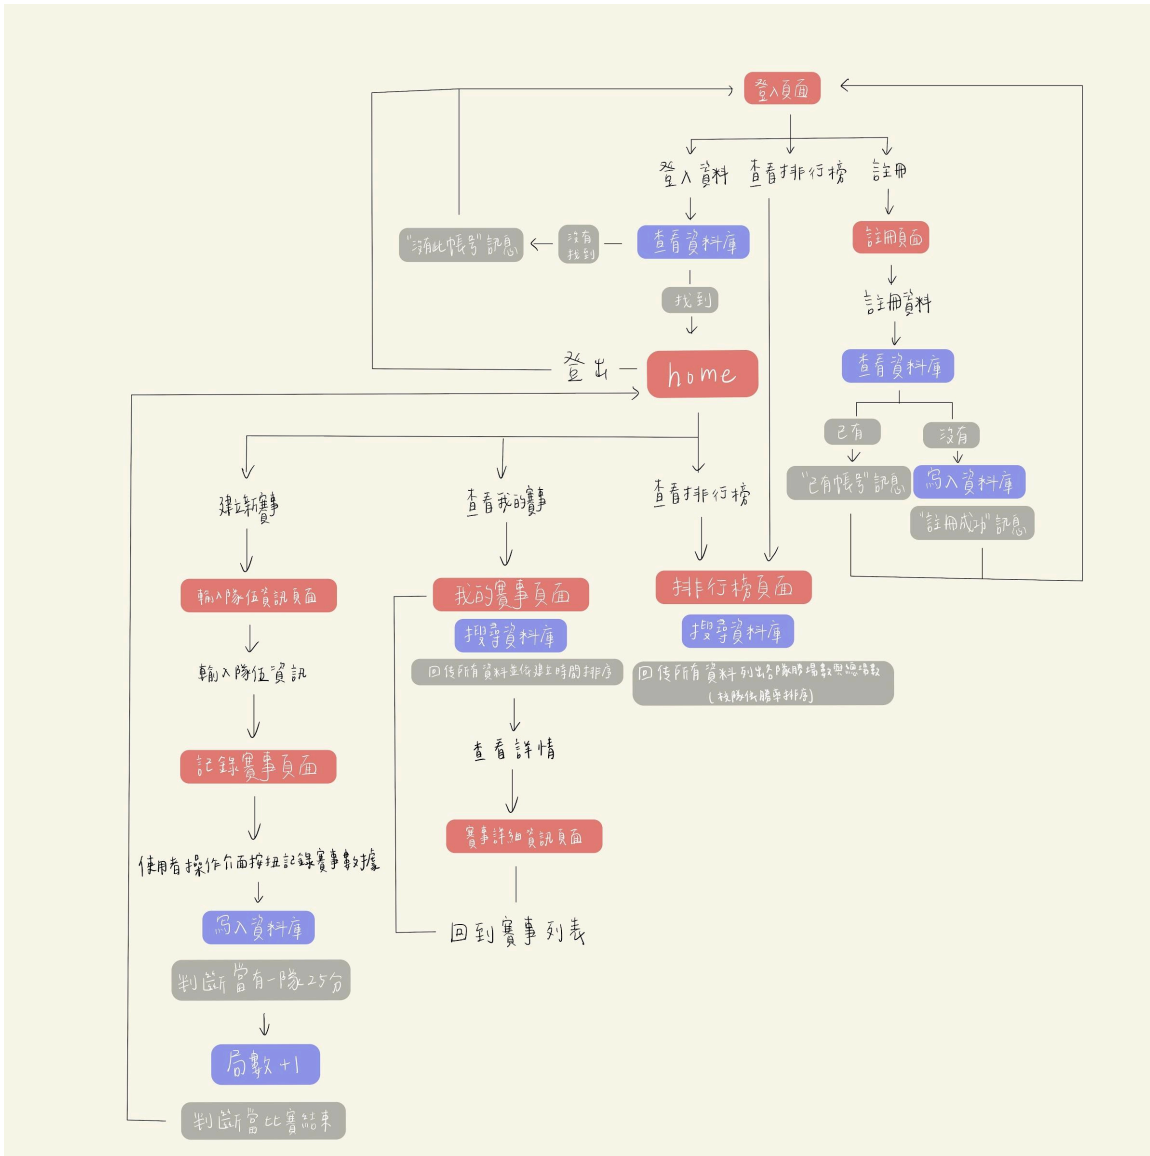 登入頁面
登入資料
查看排行榜
註冊
"沒有此帳号"訊息
沒有
找到
查看資料庫
註冊頁面
找到
註冊資料
登出
home
查看資料庫
已有
沒有
"已有帳号"訊息
寫入資料庫
"註冊成功"訊息
建立新賽事
查看我的賽事
查看排行榜
輸入隊伍資訊頁面
我的賽事頁面
排行榜頁面
搜尋資料庫
搜尋資料庫
回傳所有資料並依建立時間排序
回傳所有資料列出各隊勝場數與總場數
(按隊伍勝率排序)
輸入隊伍資訊
查看詳情
記錄賽事頁面
賽事詳細資訊頁面
使用者操作介面按扭記錄賽事數據
寫入資料庫
回到賽事列表
判斷當有一隊25分
局數+1
判斷當比賽結束